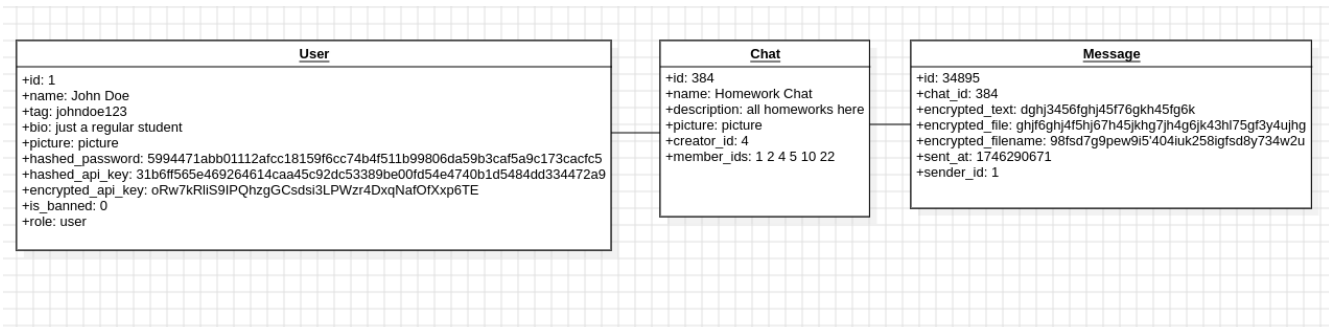 User
+id: 1
+name: John Doe
+tag: johndoe123
+bio: just a regular student
+picture: picture
+hashed_password: 5994471abb01112afcc18159f6cc74b4f511b99806da59b3caf5a9c173cacfc5
+hashed_api_key: 31b6ff565e469264614caa45c92dc53389be00fd54e4740b1d5484dd334472a9
+encrypted_api_key: oRw7kRliS9IPQhzgGCsdsi3LPWzr4DxqNafOfXxp6TE
+is_banned: 0
+role: user
Chat
+id: 384
+name: Homework Chat
+description: all homeworks here
+picture: picture
+creator_id: 4
+member_ids: 1 2 4 5 10 22
Message
+id: 34895
+chat_id: 384
+encrypted_text: dghj3456fghj45f76gkh45fg6k
+encrypted_file: ghjf6ghj4f5hj67h45jkhg7jh4g6jk43hl75gf3y4ujhg
+encrypted_filename: 98fsd7g9pew9i5'404iuk258igfsd8y734w2u
+sent_at: 1746290671
+sender_id: 1